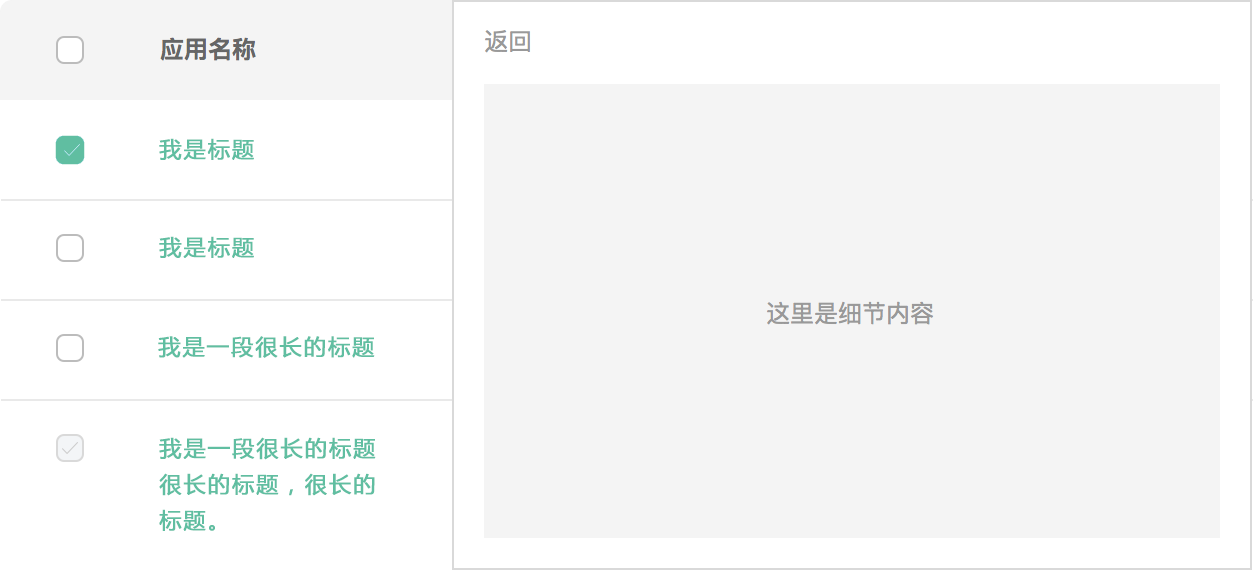 应用名称
我是标题
我是标题
我是一段很长的标题
我是一段很长的标题
很长的标题，很长的
标题。
返回
这里是细节内容